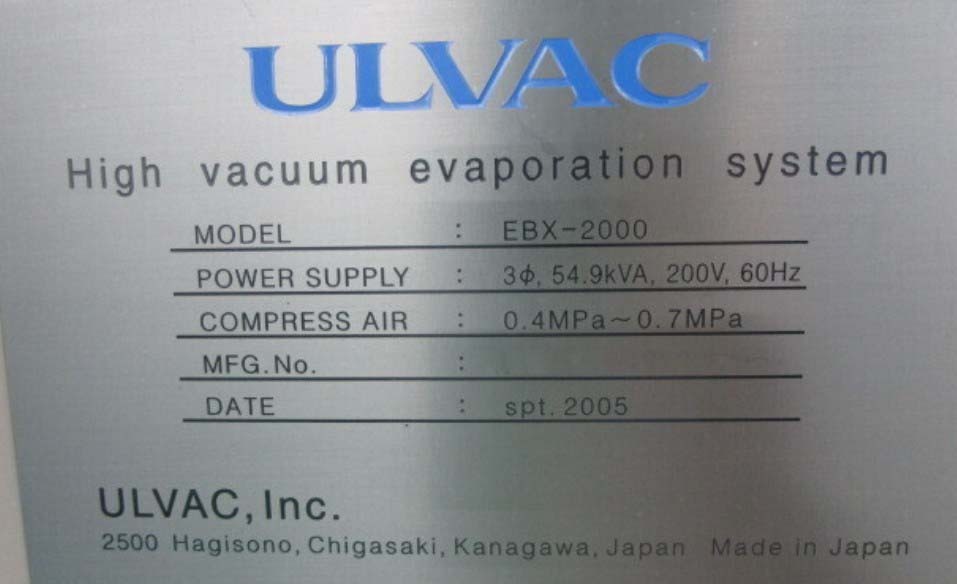 ULVAC
High vacuum evaporation system
MODEL : EBX-2000
POWER SUPPLY : 3ϕ, 54.9kVA, 200V, 60Hz
COMPRESS AIR : 0.4MPa~0.7MPa
MFG.No. :
DATE : spt. 2005
ULVAC, Inc.
2500 Hagisono, Chigasaki, Kanagawa, Japan Made in Japan